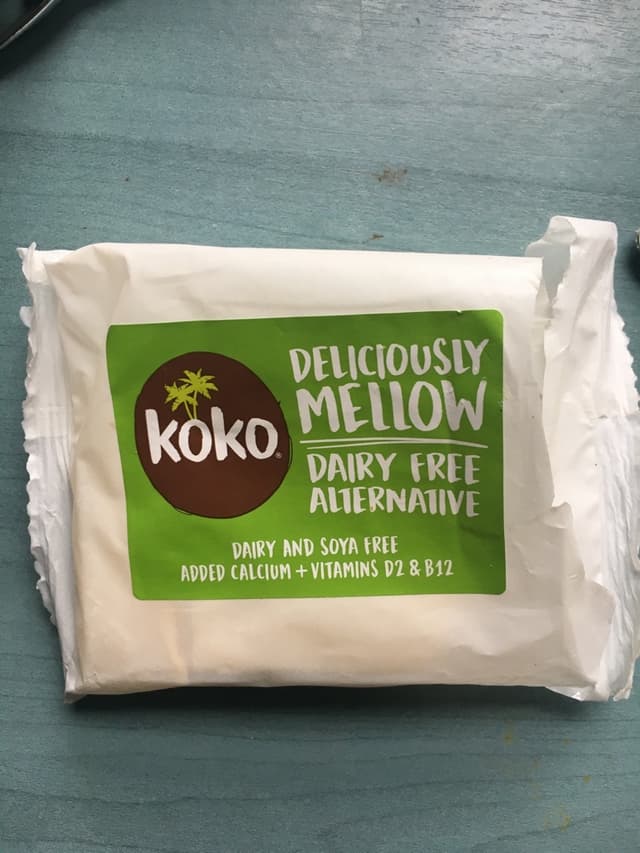 koko®
DELICIOUSLY
MELLOW
DAIRY FREE
ALTERNATIVE
DAIRY AND SOYA FREE
ADDED CALCIUM + VITAMINS D2 & B12